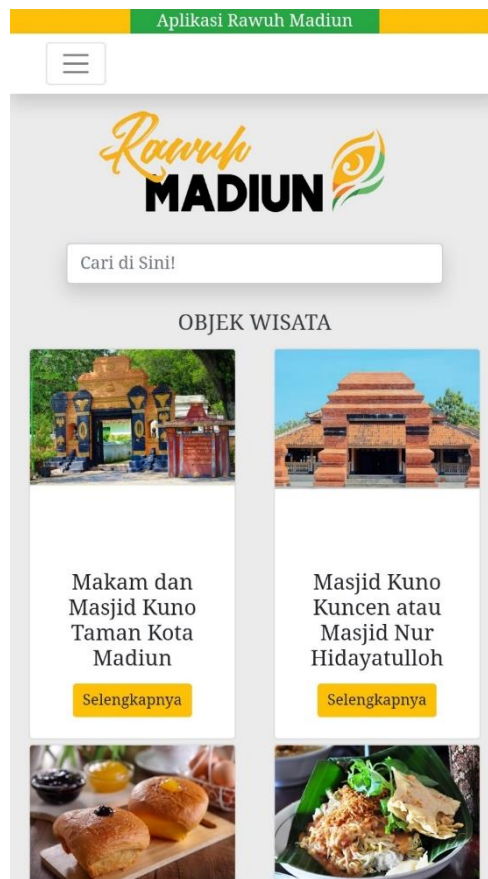 Aplikasi Rawuh Madiun
Rawuh
MADIUN
Cari di Sini!
OBJEK WISATA
Makam dan
Masjid Kuno
Taman Kota
Madiun
Selengkapnya
Masjid Kuno
Kuncen atau
Masjid Nur
Hidayatulloh
Selengkapnya